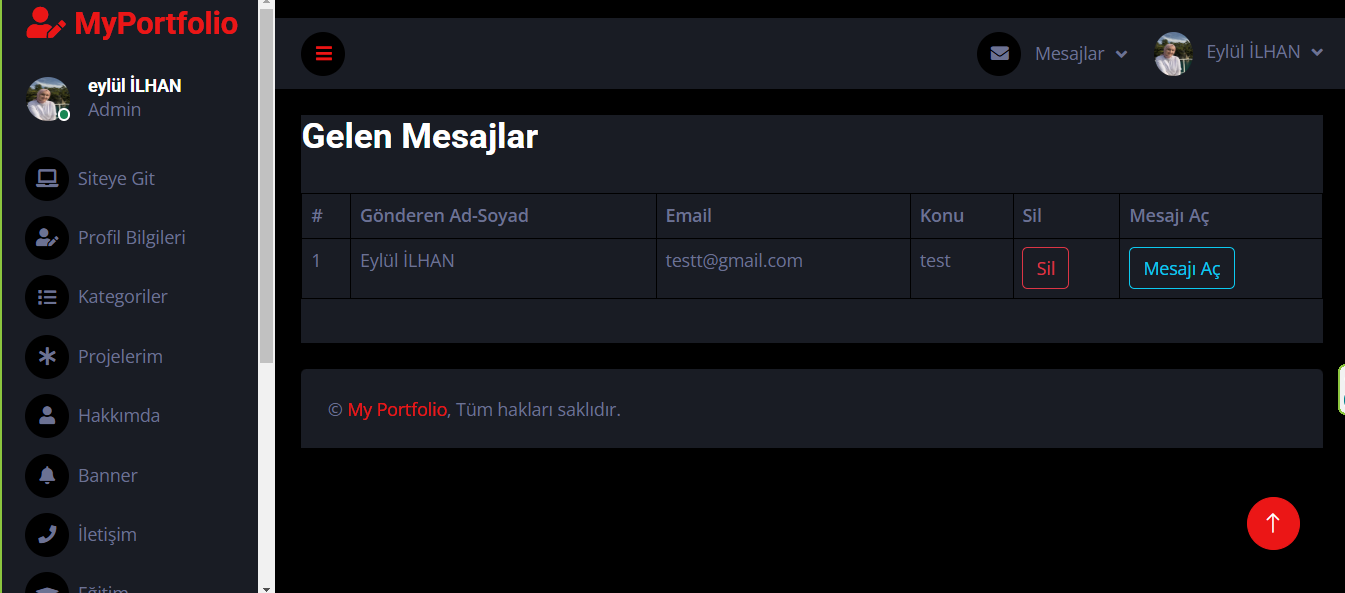 MyPortfolio
eylül İLHAN
Admin
Siteye Git
Profil Bilgileri
Kategoriler
Projelerim
Hakkımda
Banner
İletişim
Eğitim
Mesajlar
Eylül İLHAN
Gelen Mesajlar
# Gönderen Ad-Soyad Email Konu Sil Mesajı Aç
1 Eylül İLHAN testt@gmail.com test Sil Mesajı Aç
© My Portfolio, Tüm hakları saklıdır.